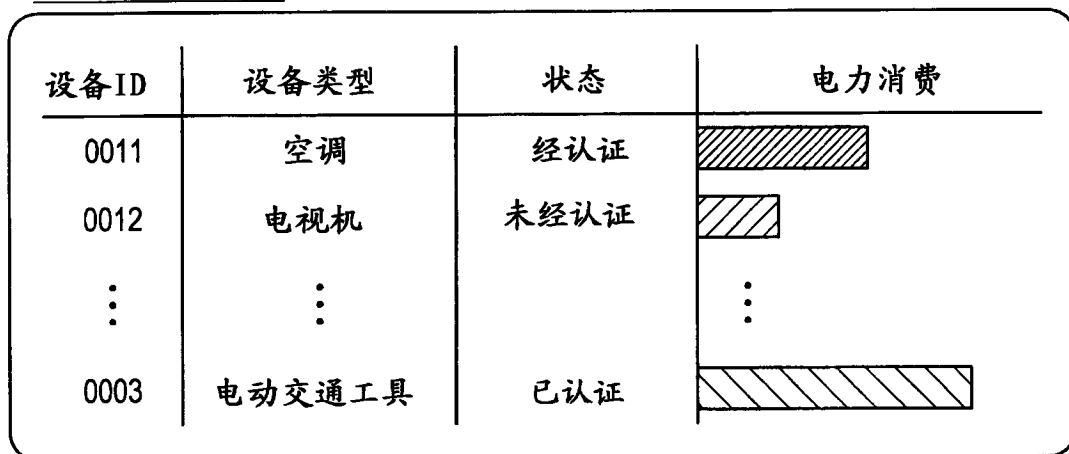 设备ID 设备类型 状态 电力消费
0011 空调 经认证
0012 电视机 未经认证
0003 电动交通工具 已认证